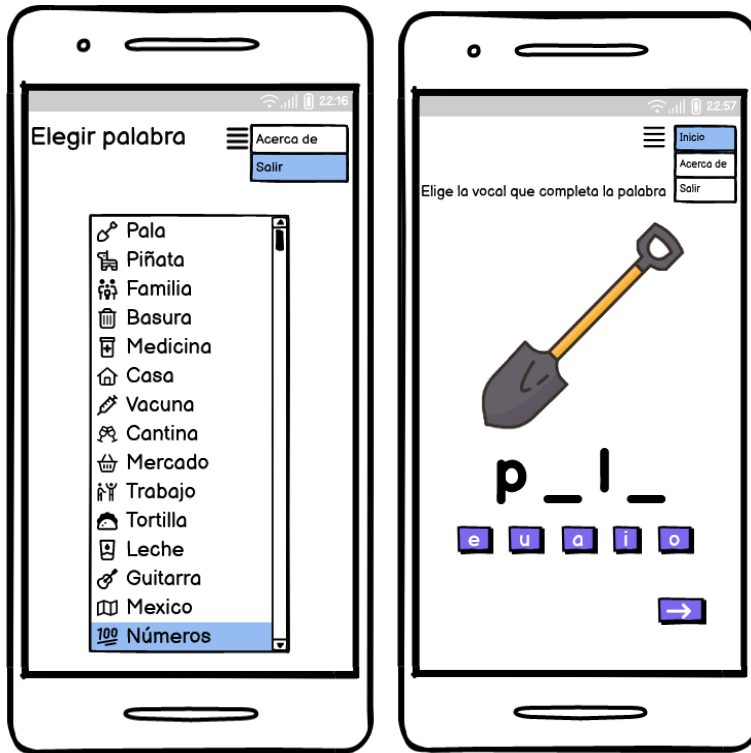 22:16
Elegir palabra
Acerca de
Salir
Pala
Piñata
Familia
Basura
Medicina
Casa
Vacuna
Cantina
Mercado
Trabajo
Tortilla
Leche
Guitarra
Mexico
100 Números
22:57
Inicio
Acerca de
Salir
Elige la vocal que completa la palabra
p _ l _
e u a i o